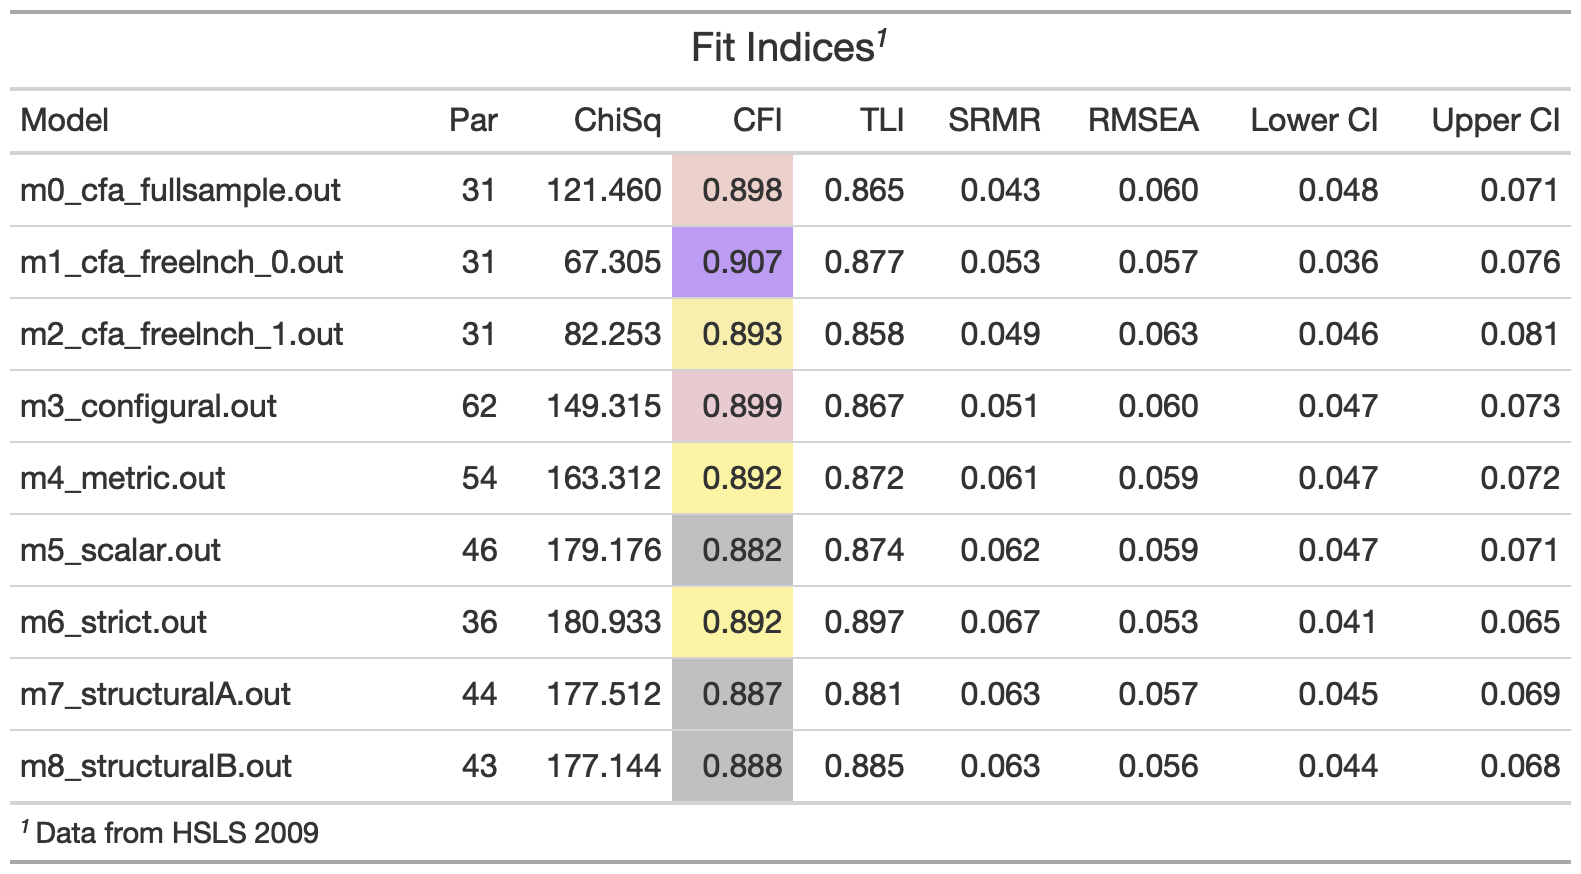 Fit Indices1
Model Par ChiSq CFI TLI SRMR RMSEA Lower CI Upper CI
m0_cfa_fullsample.out 31 121.460 0.898 0.865 0.043 0.060 0.048 0.071
m1_cfa_freelnch_0.out 31 67.305 0.907 0.877 0.053 0.057 0.036 0.076
m2_cfa_freelnch_1.out 31 82.253 0.893 0.858 0.049 0.063 0.046 0.081
m3_configural.out 62 149.315 0.899 0.867 0.051 0.060 0.047 0.073
m4_metric.out 54 163.312 0.892 0.872 0.061 0.059 0.047 0.072
m5_scalar.out 46 179.176 0.882 0.874 0.062 0.059 0.047 0.071
m6_strict.out 36 180.933 0.892 0.897 0.067 0.053 0.041 0.065
m7_structuralA.out 44 177.512 0.887 0.881 0.063 0.057 0.045 0.069
m8_structuralB.out 43 177.144 0.888 0.885 0.063 0.056 0.044 0.068
1 Data from HSLS 2009